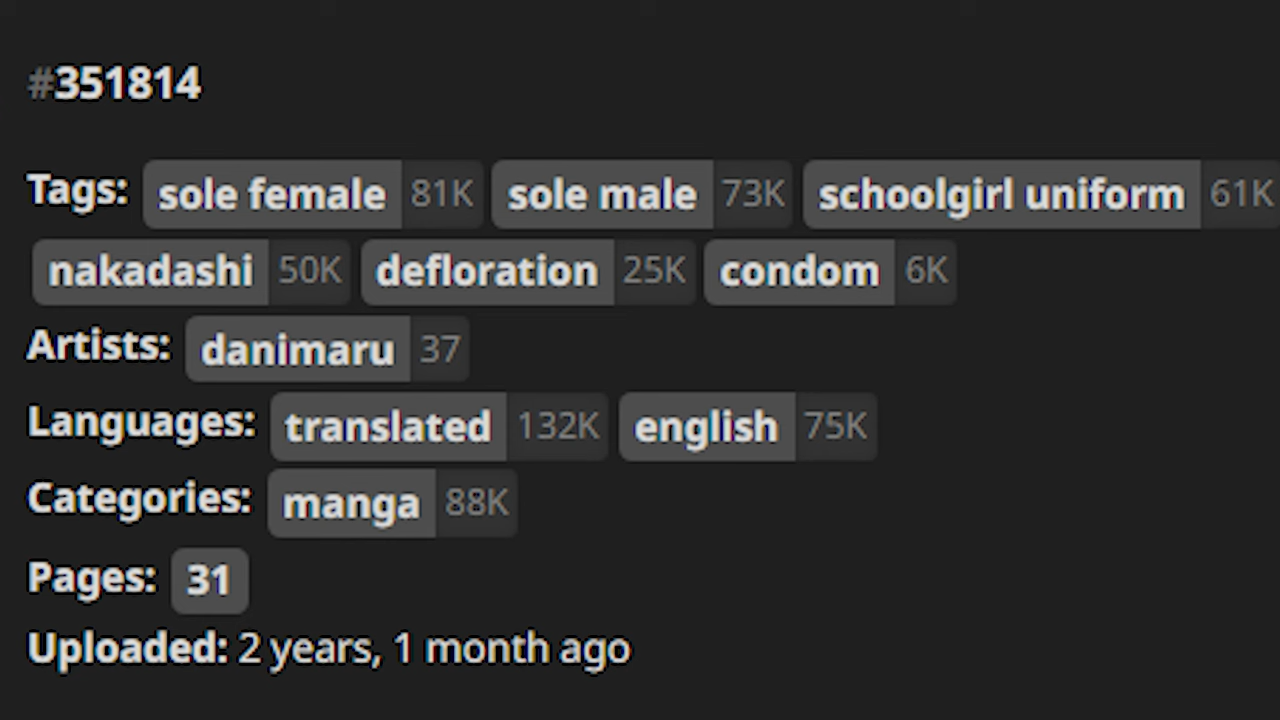 #351814
Tags: sole female 81K sole male 73K schoolgirl uniform 61K
nakadashi 50K defloration 25K condom 6K
Artists: danimaru 37
Languages: translated 132K english 75K
Categories: manga 88K
Pages: 31
Uploaded: 2 years, 1 month ago